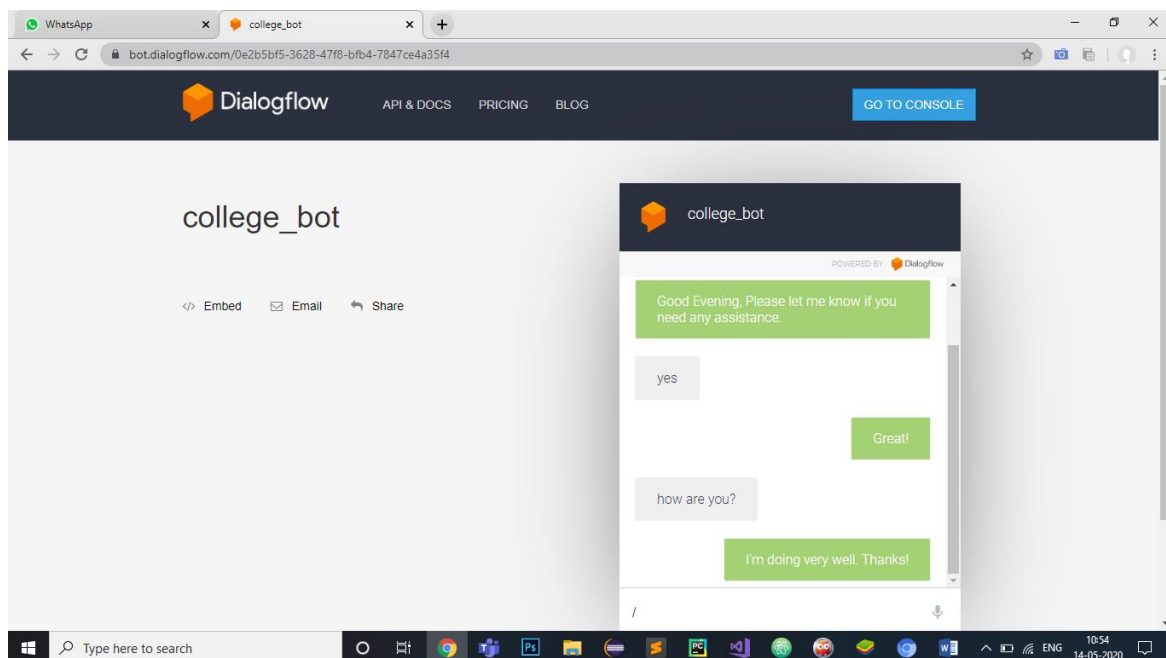 WhatsApp
college_bot
bot.dialogflow.com/0e2b5bf5-3628-47f8-bfb4-7847ce4a35f4
Dialogflow API & DOCS PRICING BLOG GO TO CONSOLE
college_bot
</> Embed Email Share
college_bot
POWERED BY Dialogflow
Good Evening, Please let me know if you
need any assistance.
yes
Great!
how are you?
I'm doing very well. Thanks!
/
Type here to search
Ps
PC
W
ENG
10:54
14-05-2020